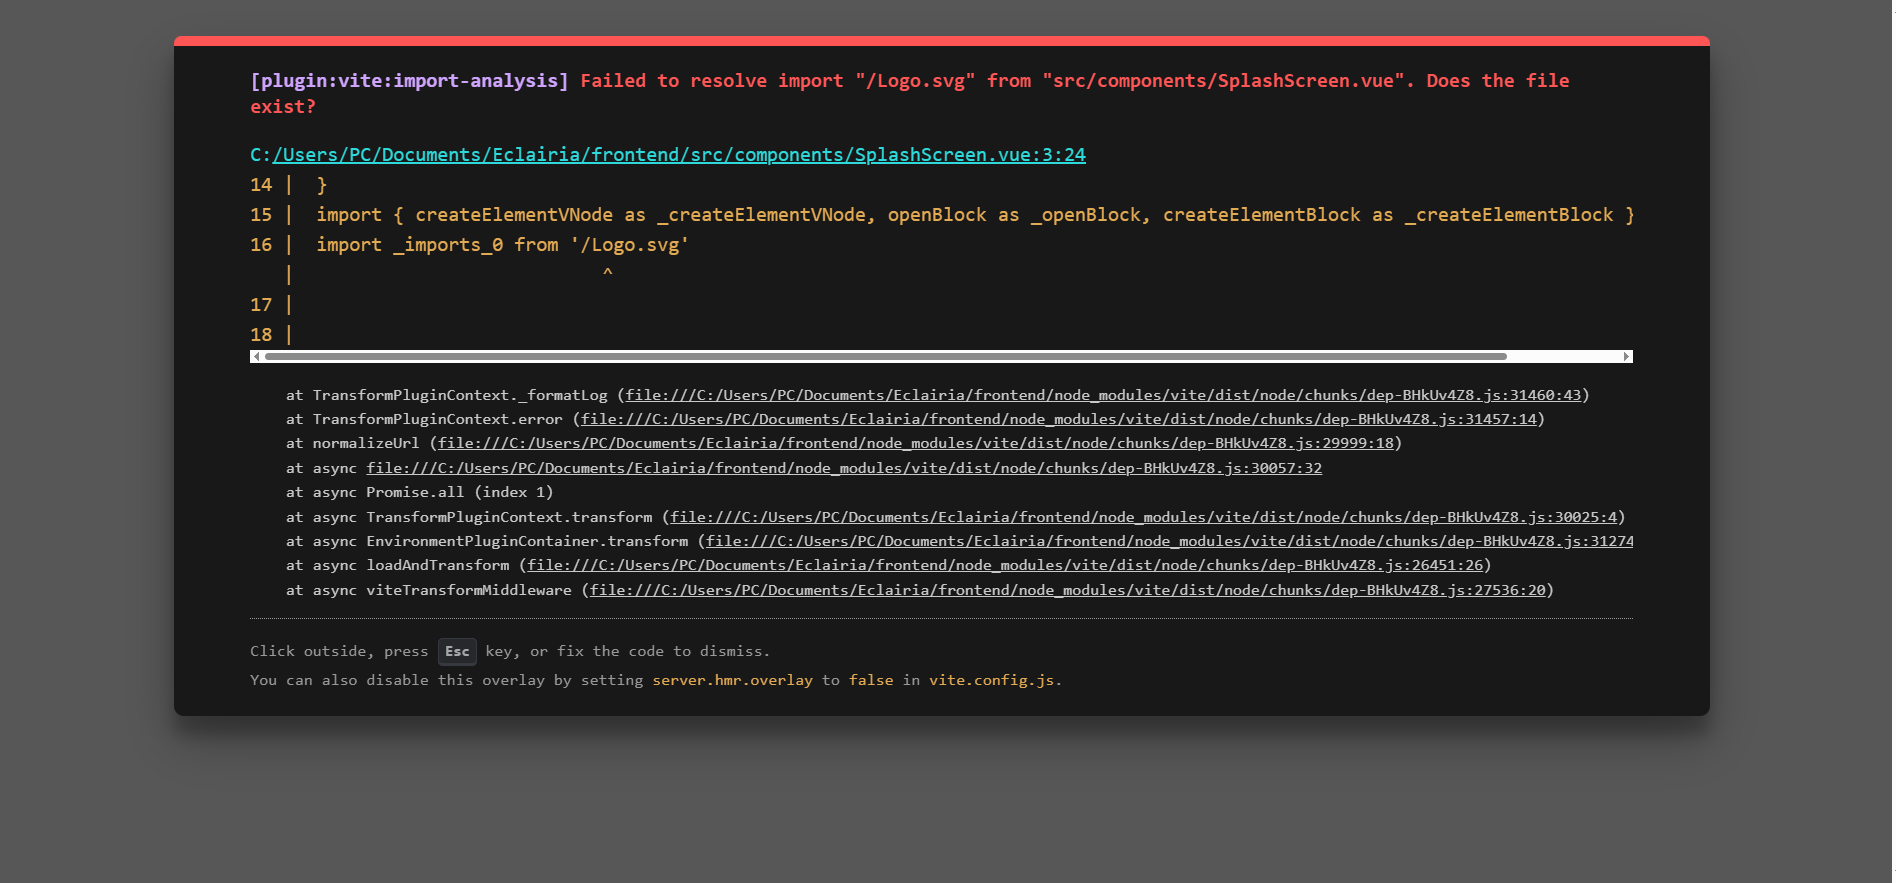 [plugin:vite:import-analysis] Failed to resolve import "/Logo.svg" from "src/components/SplashScreen.vue". Does the file
exist?
C:/Users/PC/Documents/Eclairia/frontend/src/components/SplashScreen.vue:3:24
14 |  }
15 |  import { createElementVNode as _createElementVNode, openBlock as _openBlock, createElementBlock as _createElementBlock }
16 |  import _imports_0 from '/Logo.svg'
   |                            ^
17 |
18 |
at TransformPluginContext._formatLog (file:///C:/Users/PC/Documents/Eclairia/frontend/node_modules/vite/dist/node/chunks/dep-BHkUv4Z8.js:31460:43)
at TransformPluginContext.error (file:///C:/Users/PC/Documents/Eclairia/frontend/node_modules/vite/dist/node/chunks/dep-BHkUv4Z8.js:31457:14)
at normalizeUrl (file:///C:/Users/PC/Documents/Eclairia/frontend/node_modules/vite/dist/node/chunks/dep-BHkUv4Z8.js:29999:18)
at async file:///C:/Users/PC/Documents/Eclairia/frontend/node_modules/vite/dist/node/chunks/dep-BHkUv4Z8.js:30057:32
at async Promise.all (index 1)
at async TransformPluginContext.transform (file:///C:/Users/PC/Documents/Eclairia/frontend/node_modules/vite/dist/node/chunks/dep-BHkUv4Z8.js:30025:4)
at async EnvironmentPluginContainer.transform (file:///C:/Users/PC/Documents/Eclairia/frontend/node_modules/vite/dist/node/chunks/dep-BHkUv4Z8.js:31274
at async loadAndTransform (file:///C:/Users/PC/Documents/Eclairia/frontend/node_modules/vite/dist/node/chunks/dep-BHkUv4Z8.js:26451:26)
at async viteTransformMiddleware (file:///C:/Users/PC/Documents/Eclairia/frontend/node_modules/vite/dist/node/chunks/dep-BHkUv4Z8.js:27536:20)
Click outside, press Esc key, or fix the code to dismiss.
You can also disable this overlay by setting server.hmr.overlay to false in vite.config.js.